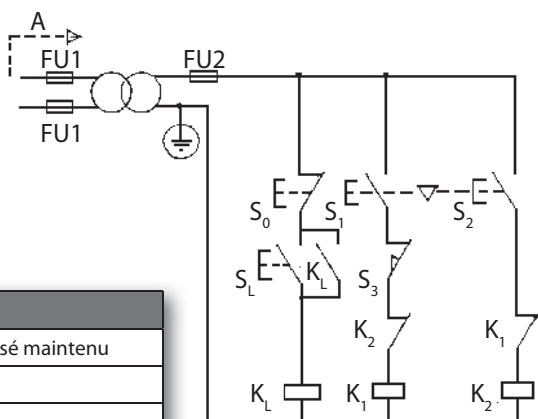 A
FU1
FU2
FU1
S0
S1
S2
SL
KL
S3
K2
K1
sé maintenu
KL
K1
K2